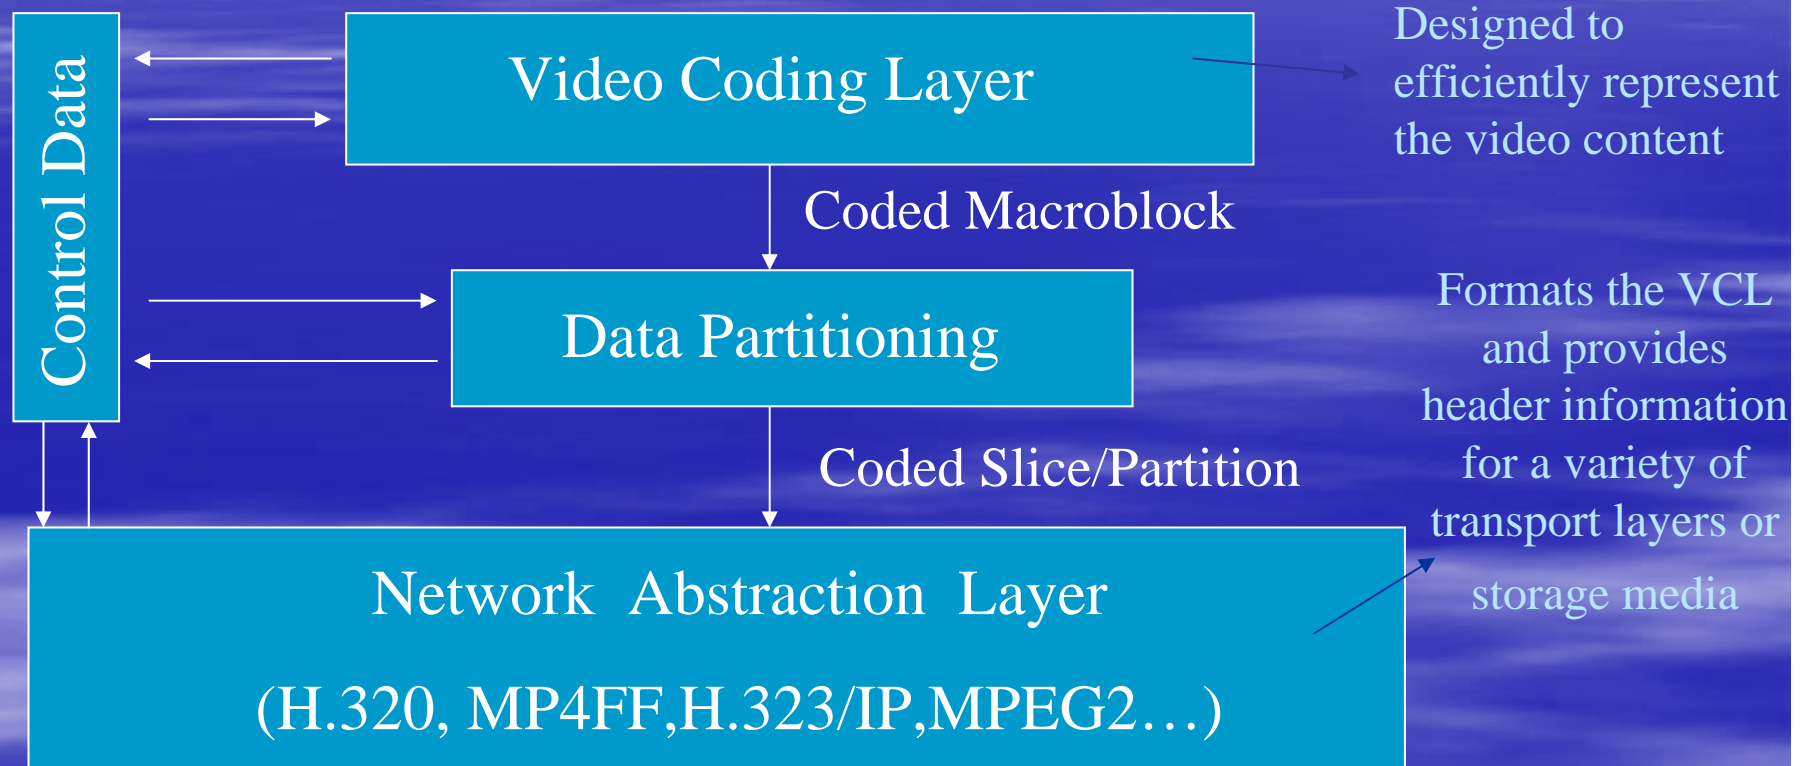 Control Data
Video Coding Layer
Designed to
efficiently represent
the video content
Coded Macroblock
Data Partitioning
Coded Slice/Partition
Formats the VCL
and provides
header information
for a variety of
transport layers or
storage media
Network Abstraction Layer
(H.320, MP4FF,H.323/IP,MPEG2…)